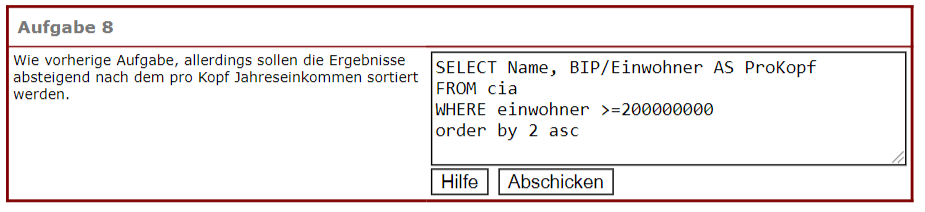 Aufgabe 8
Wie vorherige Aufgabe, allerdings sollen die Ergebnisse
absteigend nach dem pro Kopf Jahreseinkommen sortiert
werden.
SELECT Name, BIP/Einwohner AS ProKopf
FROM cia
WHERE einwohner >=200000000
order by 2 asc
Hilfe Abschicken